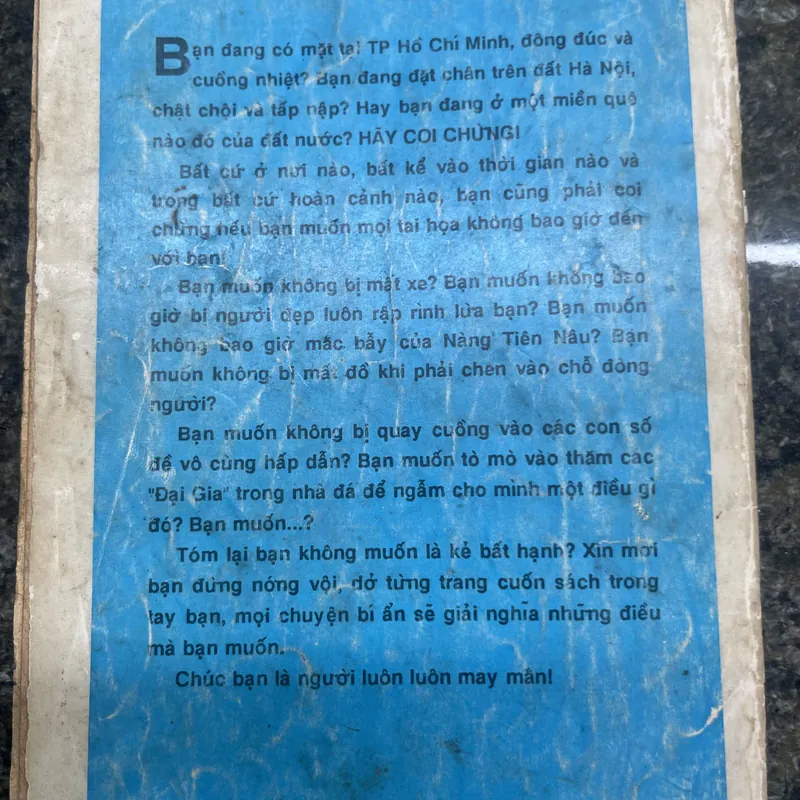 Bạn đang có mặt tại TP Hồ Chí Minh, đông đúc và
cuồng nhiệt? Bạn đang đặt chân trên đất Hà Nội,
chật chội và tấp nập? Hay bạn đang ở một miền quê
nào đó của đất nước? HÃY COI CHỪNG!
Bất cứ ở nơi nào, bất kể vào thời gian nào và
trong bất cứ hoàn cảnh nào, bạn cũng phải coi
chừng nếu bạn muốn mọi tai họa không bao giờ đến
với bạn!
Bạn muốn không bị mất xe? Bạn muốn không bao
giờ bị người đẹp luôn rập rình lừa bạn? Bạn muốn
không bao giờ mắc bẫy của Nàng Tiên Nâu? Bạn
muốn không bị mất đồ khi phải chen vào chỗ đông
người?
Bạn muốn không bị quay cuồng vào các con số
đề vô cùng hấp dẫn? Bạn muốn tò mò vào thăm các
"Đại Gia" trong nhà đá để ngẫm cho mình một điều gì
đó? Bạn muốn...?
Tóm lại bạn không muốn là kẻ bất hạnh? Xin mời
bạn đừng nóng vội, dở từng trang cuốn sách trong
tay bạn, mọi chuyện bí ẩn sẽ giải nghĩa những điều
mà bạn muốn.
Chúc bạn là người luôn luôn may mắn!